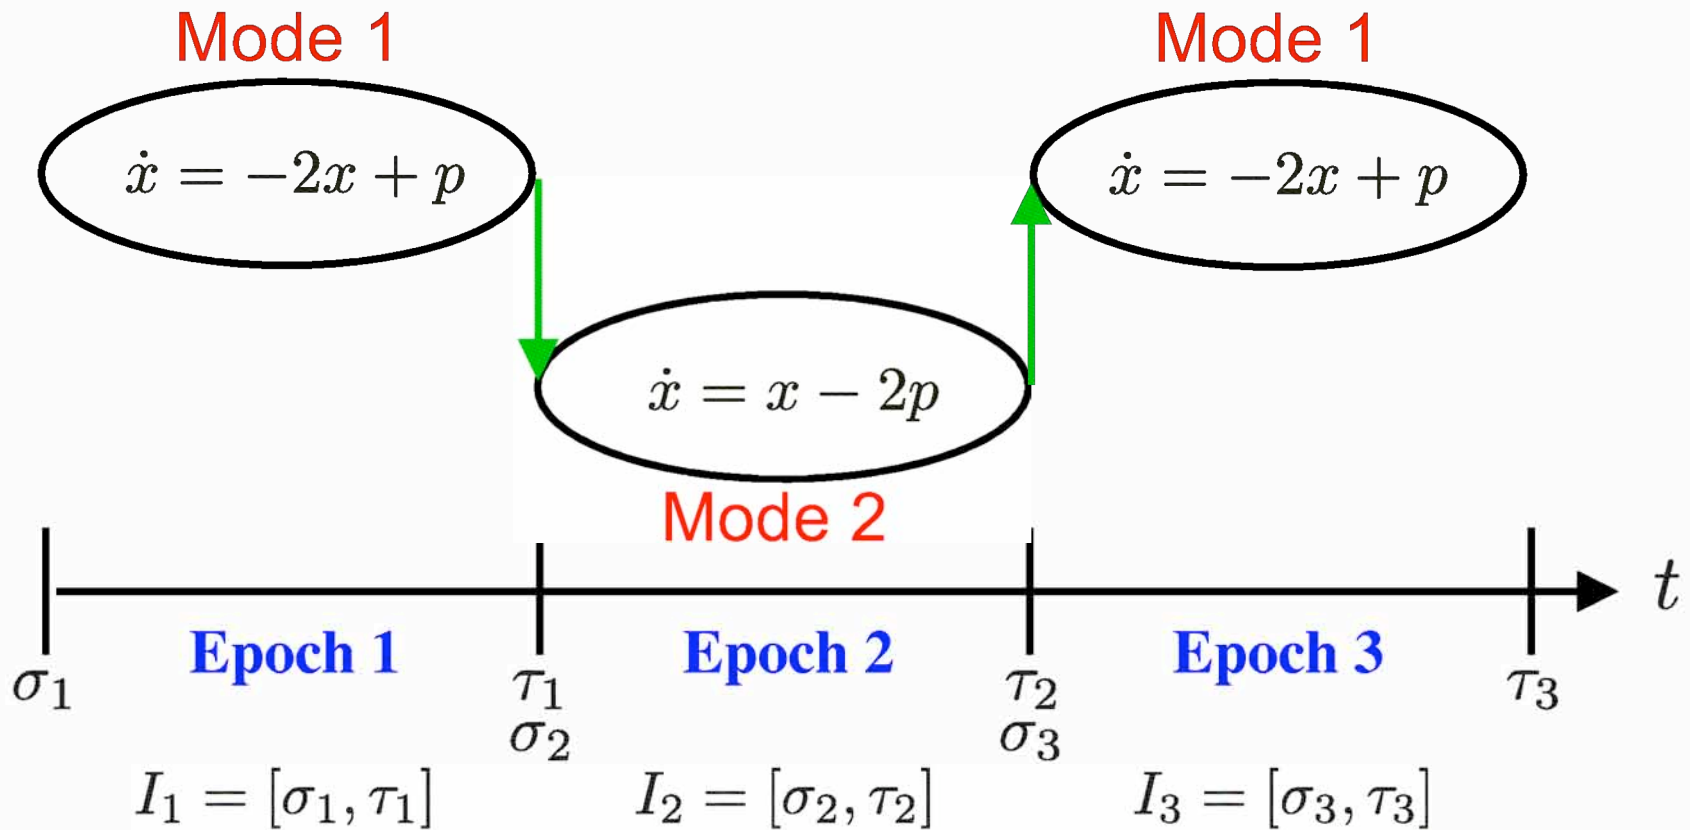 Mode 1
Mode 1
ẋ = −2x + p
ẋ = −2x + p
ẋ = x − 2p
Mode 2
t
Epoch 1
Epoch 2
Epoch 3
σ₁
τ₁
τ₂
τ₃
σ₂
σ₃
I₁ = [σ₁, τ₁]
I₂ = [σ₂, τ₂]
I₃ = [σ₃, τ₃]